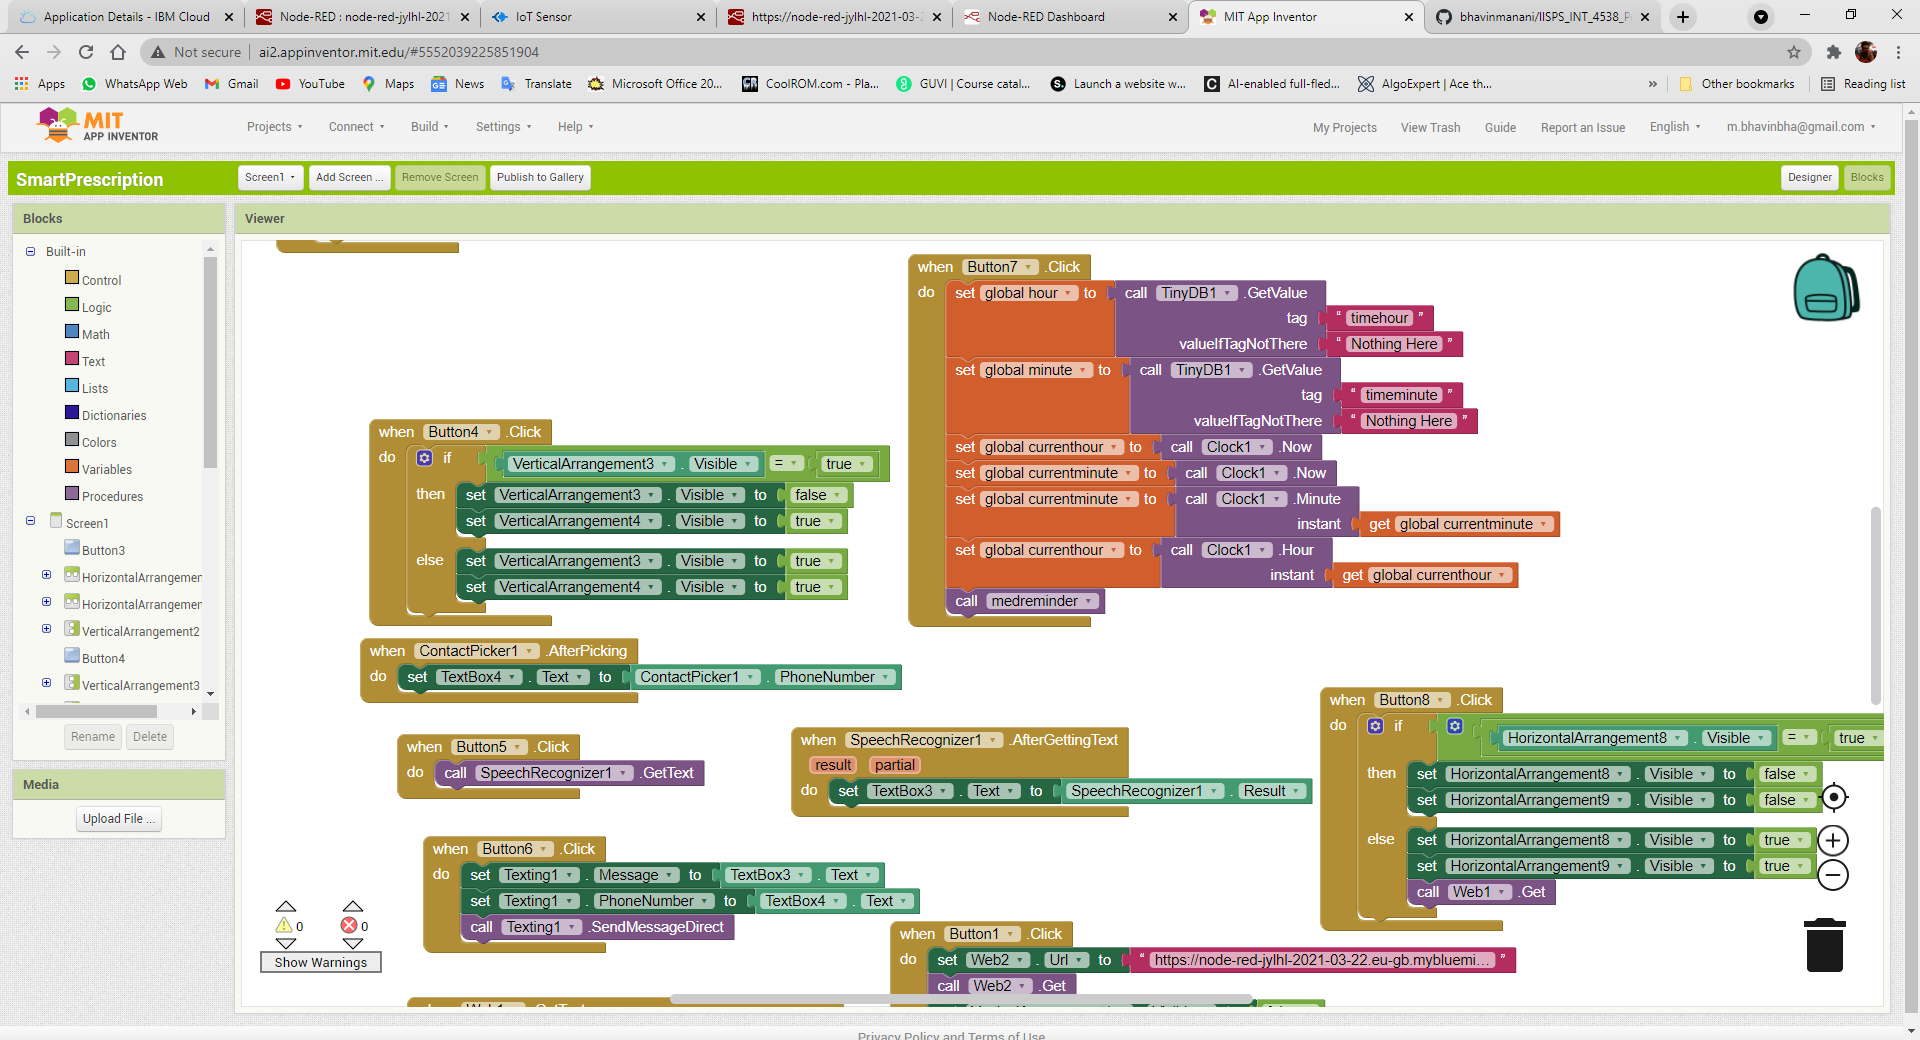 Application Details - IBM Cloud
Node-RED : node-red-jylhl-2021
IoT Sensor
https://node-red-jylhl-2021-03-2
Node-RED Dashboard
MIT App Inventor
bhavinmanani/IISPS_INT_4538_P
Not secure | ai2.appinventor.mit.edu/#5552039225851904
Apps
WhatsApp Web
Gmail
YouTube
Maps
News
Translate
Microsoft Office 20...
CoolROM.com - Pla...
GUVI | Course catal...
Launch a website w...
AI-enabled full-fled...
AlgoExpert | Ace th...
»
Other bookmarks
Reading list
MIT
APP INVENTOR
Projects
Connect
Build
Settings
Help
My Projects
View Trash
Guide
Report an Issue
English
m.bhavinbha@gmail.com
SmartPrescription
Screen1
Add Screen ...
Remove Screen
Publish to Gallery
Designer
Blocks
Blocks
Built-in
Control
Logic
Math
Text
Lists
Dictionaries
Colors
Variables
Procedures
Screen1
Button3
HorizontalArrangemen
HorizontalArrangemen
VerticalArrangement2
Button4
VerticalArrangement3
Rename
Delete
Media
Upload File ...
Viewer
when Button7 .Click
do set global hour to call TinyDB1 .GetValue
tag " timehour "
valueIfTagNotThere " Nothing Here "
set global minute to call TinyDB1 .GetValue
tag " timeminute "
valueIfTagNotThere " Nothing Here "
set global currenthour to call Clock1 .Now
set global currentminute to call Clock1 .Now
set global currentminute to call Clock1 .Minute
instant get global currentminute
set global currenthour to call Clock1 .Hour
instant get global currenthour
call medreminder
when Button4 .Click
do if VerticalArrangement3 . Visible = true
then set VerticalArrangement3 . Visible to false
set VerticalArrangement4 . Visible to true
else set VerticalArrangement3 . Visible to true
set VerticalArrangement4 . Visible to true
when ContactPicker1 .AfterPicking
do set TextBox4 . Text to ContactPicker1 . PhoneNumber
when Button5 .Click
do call SpeechRecognizer1 .GetText
when SpeechRecognizer1 .AfterGettingText
result partial
do set TextBox3 . Text to SpeechRecognizer1 . Result
when Button8 .Click
do if HorizontalArrangement8 . Visible = true
then set HorizontalArrangement8 . Visible to false
set HorizontalArrangement9 . Visible to false
else set HorizontalArrangement8 . Visible to true
set HorizontalArrangement9 . Visible to true
call Web1 .Get
when Button6 .Click
do set Texting1 . Message to TextBox3 . Text
set Texting1 . PhoneNumber to TextBox4 . Text
call Texting1 .SendMessageDirect
when Button1 .Click
do set Web2 . Url to " https://node-red-jylhl-2021-03-22.eu-gb.mybluemi... "
call Web2 .Get
0
0
Show Warnings
Privacy Policy and Terms of Use